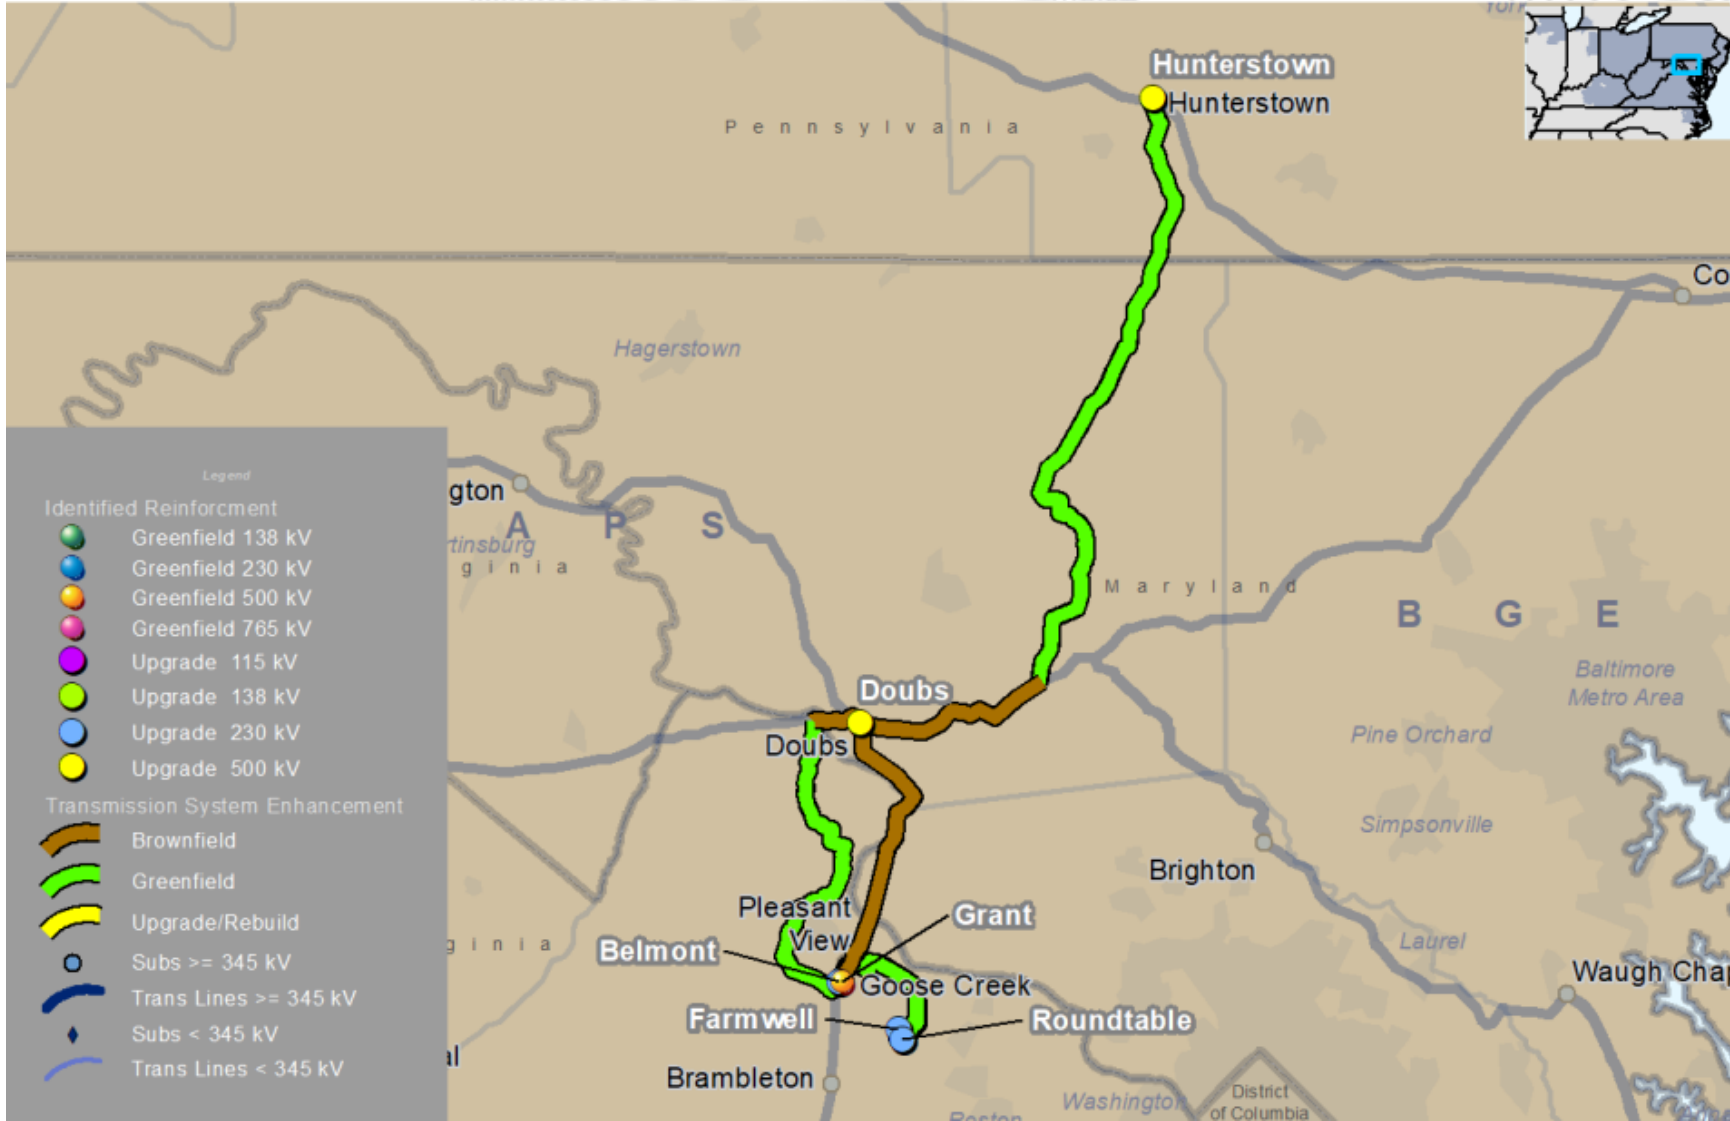 York
Hunterstown
Hunterstown
P e n n s y l v a n i a
Co
Hagerstown
gton
A P S
rtinsburg
g i n i a
M a r y l a n d
B G E
Baltimore
Metro Area
Doubs
Doubs
Pine Orchard
Simpsonville
Brighton
Pleasant
View
Grant
Belmont
g i n i a
Laurel
Goose Creek
Waugh Chap
Farmwell
Roundtable
al
Brambleton
Washington
District
of Columbia
Reston
Legend
Identified Reinforcment
Greenfield 138 kV
Greenfield 230 kV
Greenfield 500 kV
Greenfield 765 kV
Upgrade 115 kV
Upgrade 138 kV
Upgrade 230 kV
Upgrade 500 kV
Transmission System Enhancement
Brownfield
Greenfield
Upgrade/Rebuild
Subs >= 345 kV
Trans Lines >= 345 kV
Subs < 345 kV
Trans Lines < 345 kV